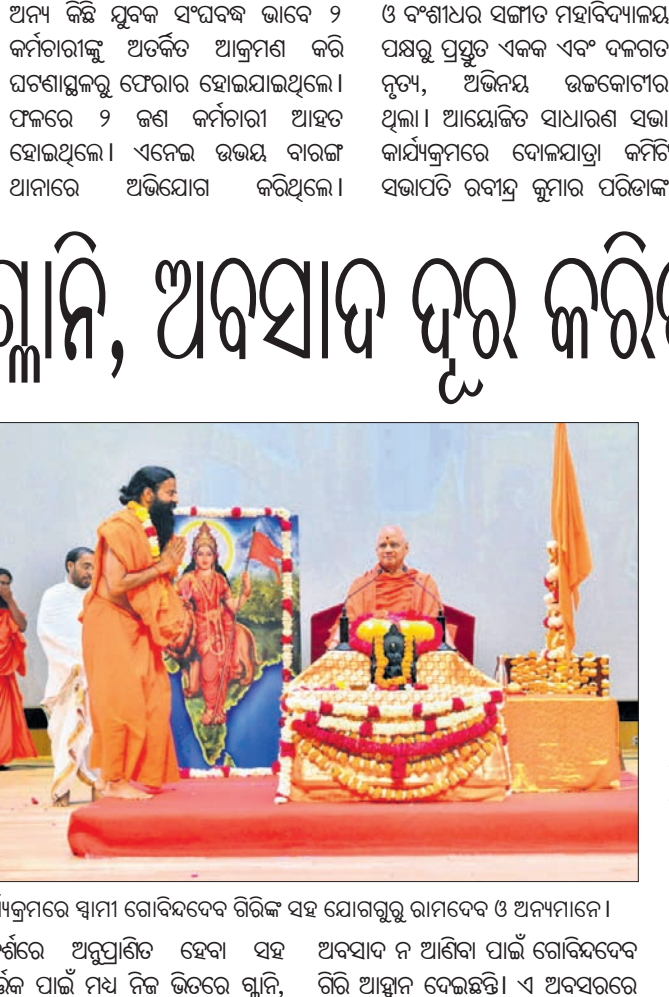 ଅନ୍ୟ କିଛି ଯୁବକ ସଂଘବଦ୍ଧ ଭାବେ ୨
କର୍ମଚାରୀଙ୍କୁ ଅତର୍କିତ ଆକ୍ରମଣ କରି
ଘଟଣାସ୍ଥଳରୁ ଫେରାର ହୋଇଯାଇଥିଲେ।
ଫଳରେ ୨ ଜଣ କର୍ମଚାରୀ ଆହତ
ହୋଇଥିଲେ। ଏନେଇ ଉଭୟ ବାରଙ୍ଗ
ଥାନାରେ ଅଭିଯୋଗ କରିଥିଲେ।
ଓ ବଂଶୀଧର ସଙ୍ଗୀତ ମହାବିଦ୍ୟାଳୟ
ପକ୍ଷରୁ ପ୍ରସ୍ତୁତ ଏକକ ଏବଂ ଦଳଗତ
ନୃତ୍ୟ, ଅଭିନୟ ଉଚ୍ଚକୋଟୀର
ଥିଲା। ଆୟୋଜିତ ସାଧାରଣ ସଭା
କାର୍ଯ୍ୟକ୍ରମରେ ଦୋଳଯାତ୍ରା କମିଟି
ସଭାପତି ରବୀନ୍ଦ୍ର କୁମାର ପରିଡାଙ୍କ
ଗ୍ଳାନି, ଅବସାଦ ଦୂର କରି
ସ୍ୱାମୀ ଗୋବିନ୍ଦଦେବ ଗିରିଙ୍କ ସହ ଯୋଗଗୁରୁ ରାମଦେବ ଓ ଅନ୍ୟମାନେ।
ଅନୁପ୍ରାଣିତ ହେବା ସହ
ପାଇଁ ମଧ୍ୟ ନିଜ ଭିତରେ ଗ୍ଳାନି,
ଅବସାଦ ନ ଆଣିବା ପାଇଁ ଗୋବିନ୍ଦଦେବ
ଗିରି ଆହ୍ୱାନ ଦେଇଛନ୍ତି। ଏ ଅବସରରେ